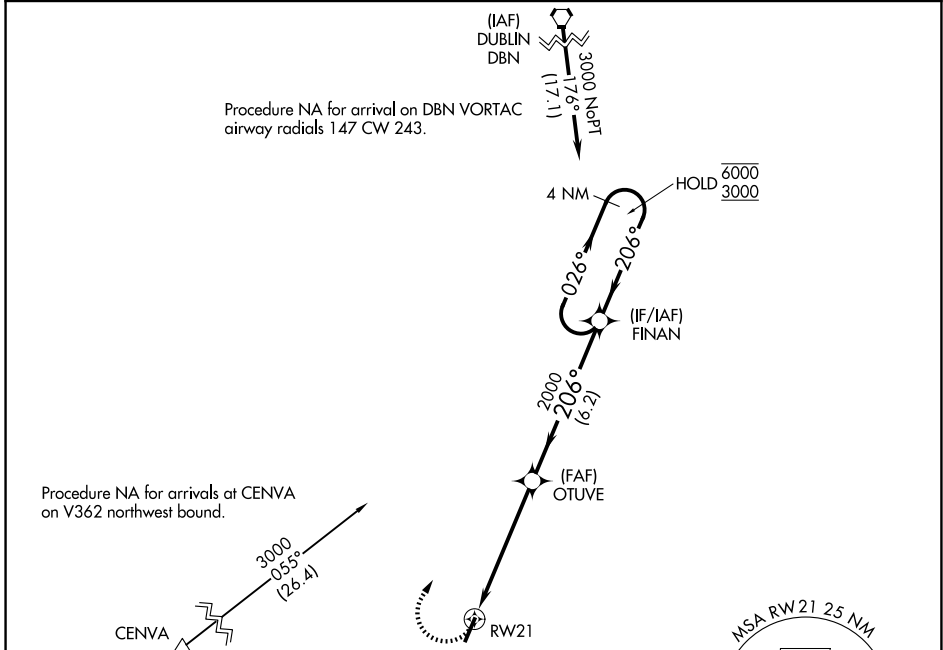 (IAF)
DUBLIN
DBN
3000 NoPT
176°
(17.1)
Procedure NA for arrival on DBN VORTAC
airway radials 147 CW 243.
4 NM
HOLD
6000
3000
026°
206°
(IF/IAF)
FINAN
2000
206°
(6.2)
(FAF)
OTUVE
Procedure NA for arrivals at CENVA
on V362 northwest bound.
3000
055°
(26.4)
CENVA
RW21
MSA RW21 25 NM